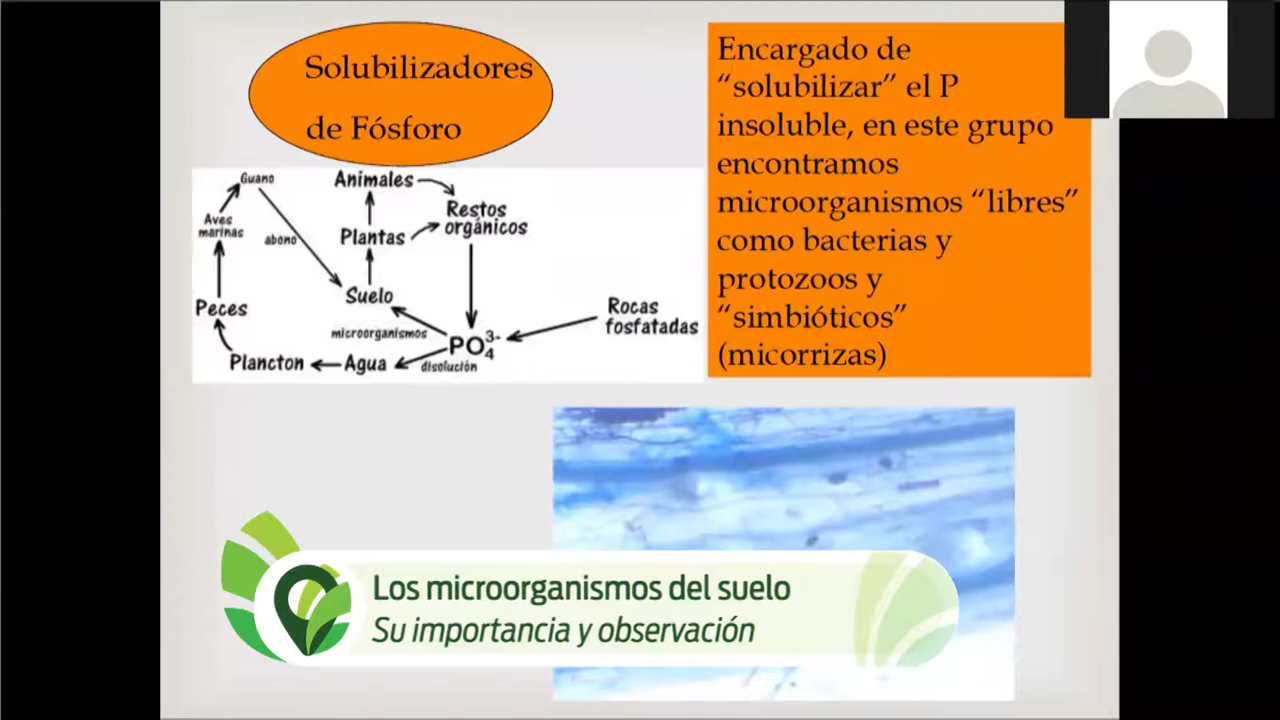 Solubilizadores
de Fósforo
Encargado de
“solubilizar” el P
insoluble, en este grupo
encontramos
microorganismos “libres”
como bacterias y
protozoos y
“simbióticos”
(micorrizas)
Guano
Animales
Restos
orgánicos
Aves
marinas
abono
Plantas
Suelo
Peces
Rocas
fosfatadas
microorganismos
PO₄³⁻
Plancton
Agua
disolución
Los microorganismos del suelo
Su importancia y observación